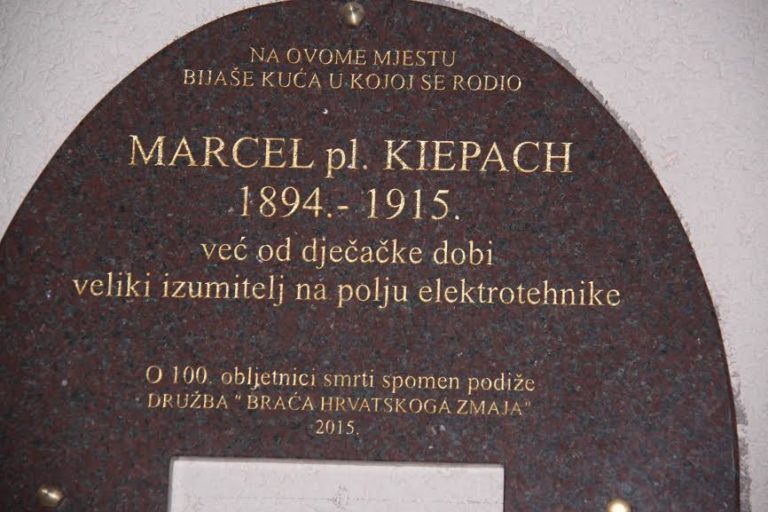 NA OVOME MJESTU
BIJAŠE KUĆA U KOJOJ SE RODIO
MARCEL pl. KIEPACH
1894.- 1915.
već od dječačke dobi
veliki izumitelj na polju elektrotehnike
O 100. obljetnici smrti spomen podiže
DRUŽBA " BRAĆA HRVATSKOGA ZMAJA"
2015.